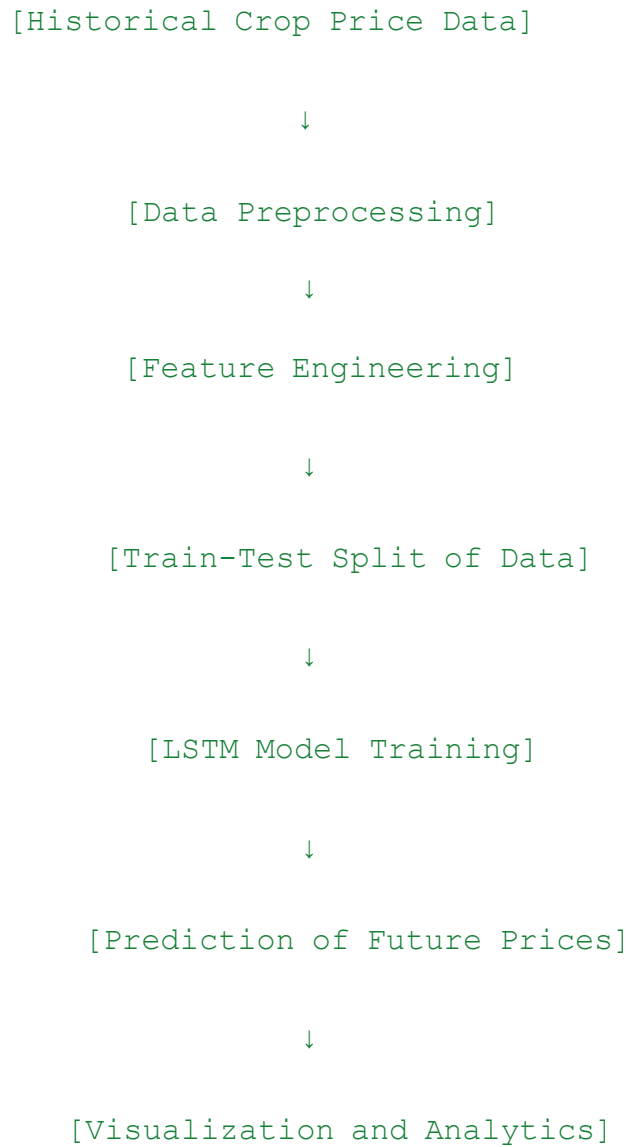 [Historical Crop Price Data]
↓
[Data Preprocessing]
↓
[Feature Engineering]
↓
[Train-Test Split of Data]
↓
[LSTM Model Training]
↓
[Prediction of Future Prices]
↓
[Visualization and Analytics]